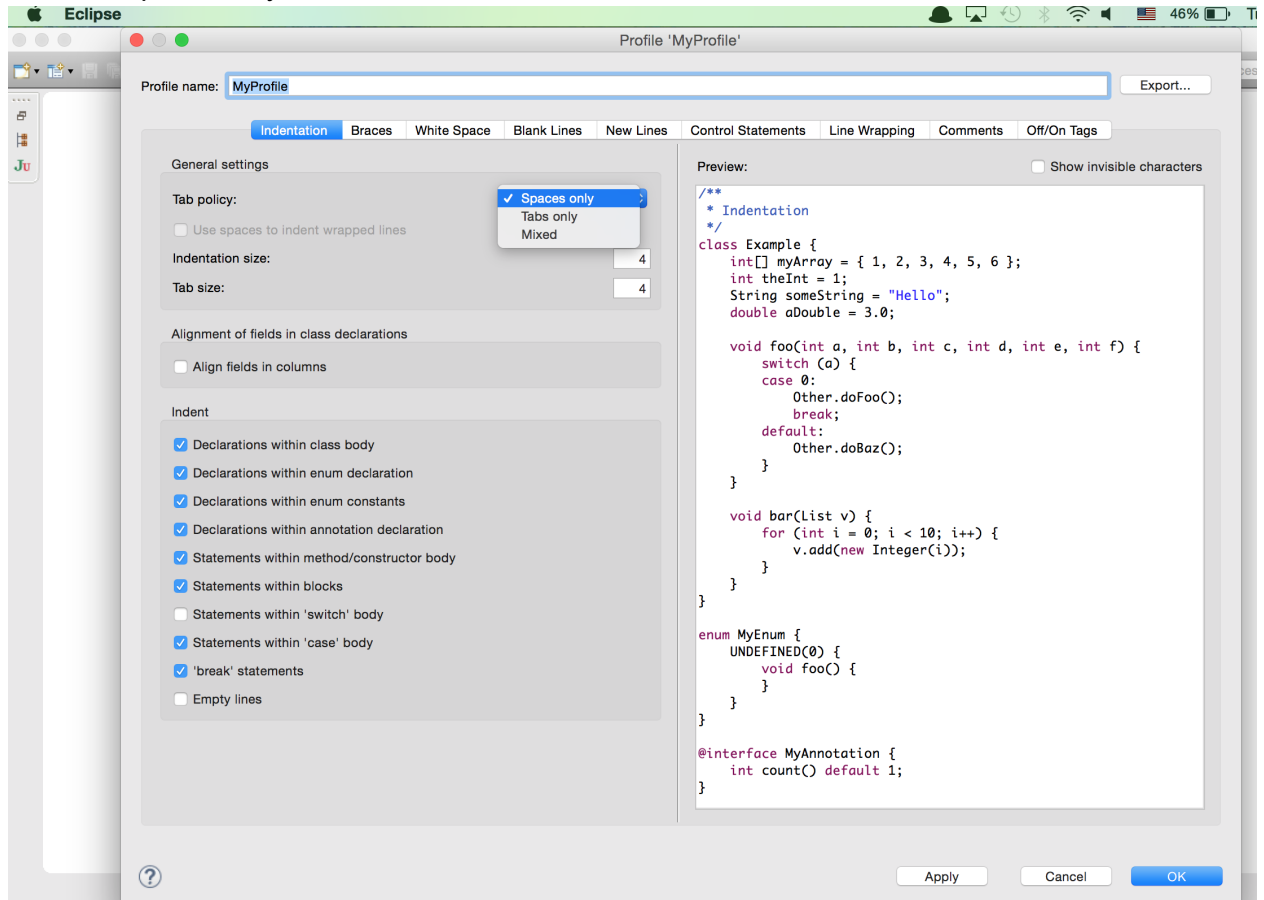 Eclipse
46%
Profile 'MyProfile'
Profile name: MyProfile
Export...
Indentation Braces White Space Blank Lines New Lines Control Statements Line Wrapping Comments Off/On Tags
JU
General settings
Tab policy:
Spaces only
Tabs only
Mixed
Use spaces to indent wrapped lines
Indentation size: 4
Tab size: 4
Alignment of fields in class declarations
Align fields in columns
Indent
Declarations within class body
Declarations within enum declaration
Declarations within enum constants
Declarations within annotation declaration
Statements within method/constructor body
Statements within blocks
Statements within 'switch' body
Statements within 'case' body
'break' statements
Empty lines
Preview:
Show invisible characters
/**
 * Indentation
 */
class Example {
    int[] myArray = { 1, 2, 3, 4, 5, 6 };
    int theInt = 1;
    String someString = "Hello";
    double aDouble = 3.0;
    void foo(int a, int b, int c, int d, int e, int f) {
        switch (a) {
        case 0:
            Other.doFoo();
            break;
        default:
            Other.doBaz();
        }
    }
    void bar(List v) {
        for (int i = 0; i < 10; i++) {
            v.add(new Integer(i));
        }
    }
}
enum MyEnum {
    UNDEFINED(0) {
        void foo() {
        }
    }
}
@interface MyAnnotation {
    int count() default 1;
}
?
Apply
Cancel
OK